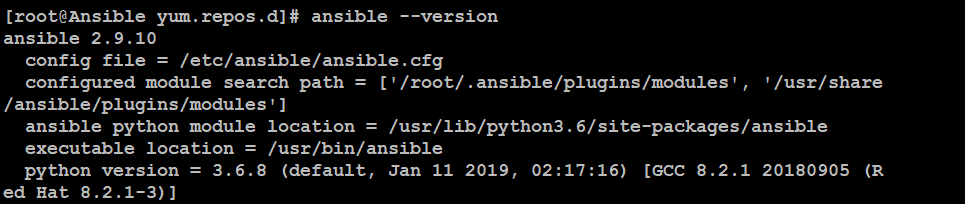 [root@Ansible yum.repos.d]# ansible --version
ansible 2.9.10
  config file = /etc/ansible/ansible.cfg
  configured module search path = ['/root/.ansible/plugins/modules', '/usr/share
/ansible/plugins/modules']
  ansible python module location = /usr/lib/python3.6/site-packages/ansible
  executable location = /usr/bin/ansible
  python version = 3.6.8 (default, Jan 11 2019, 02:17:16) [GCC 8.2.1 20180905 (R
ed Hat 8.2.1-3)]